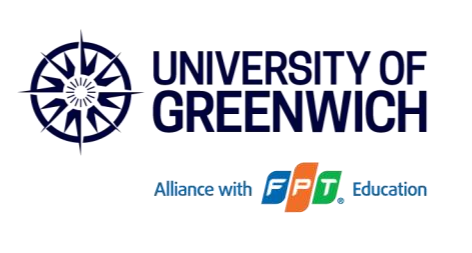 UNIVERSITY OF
GREENWICH
Alliance with FPT® Education